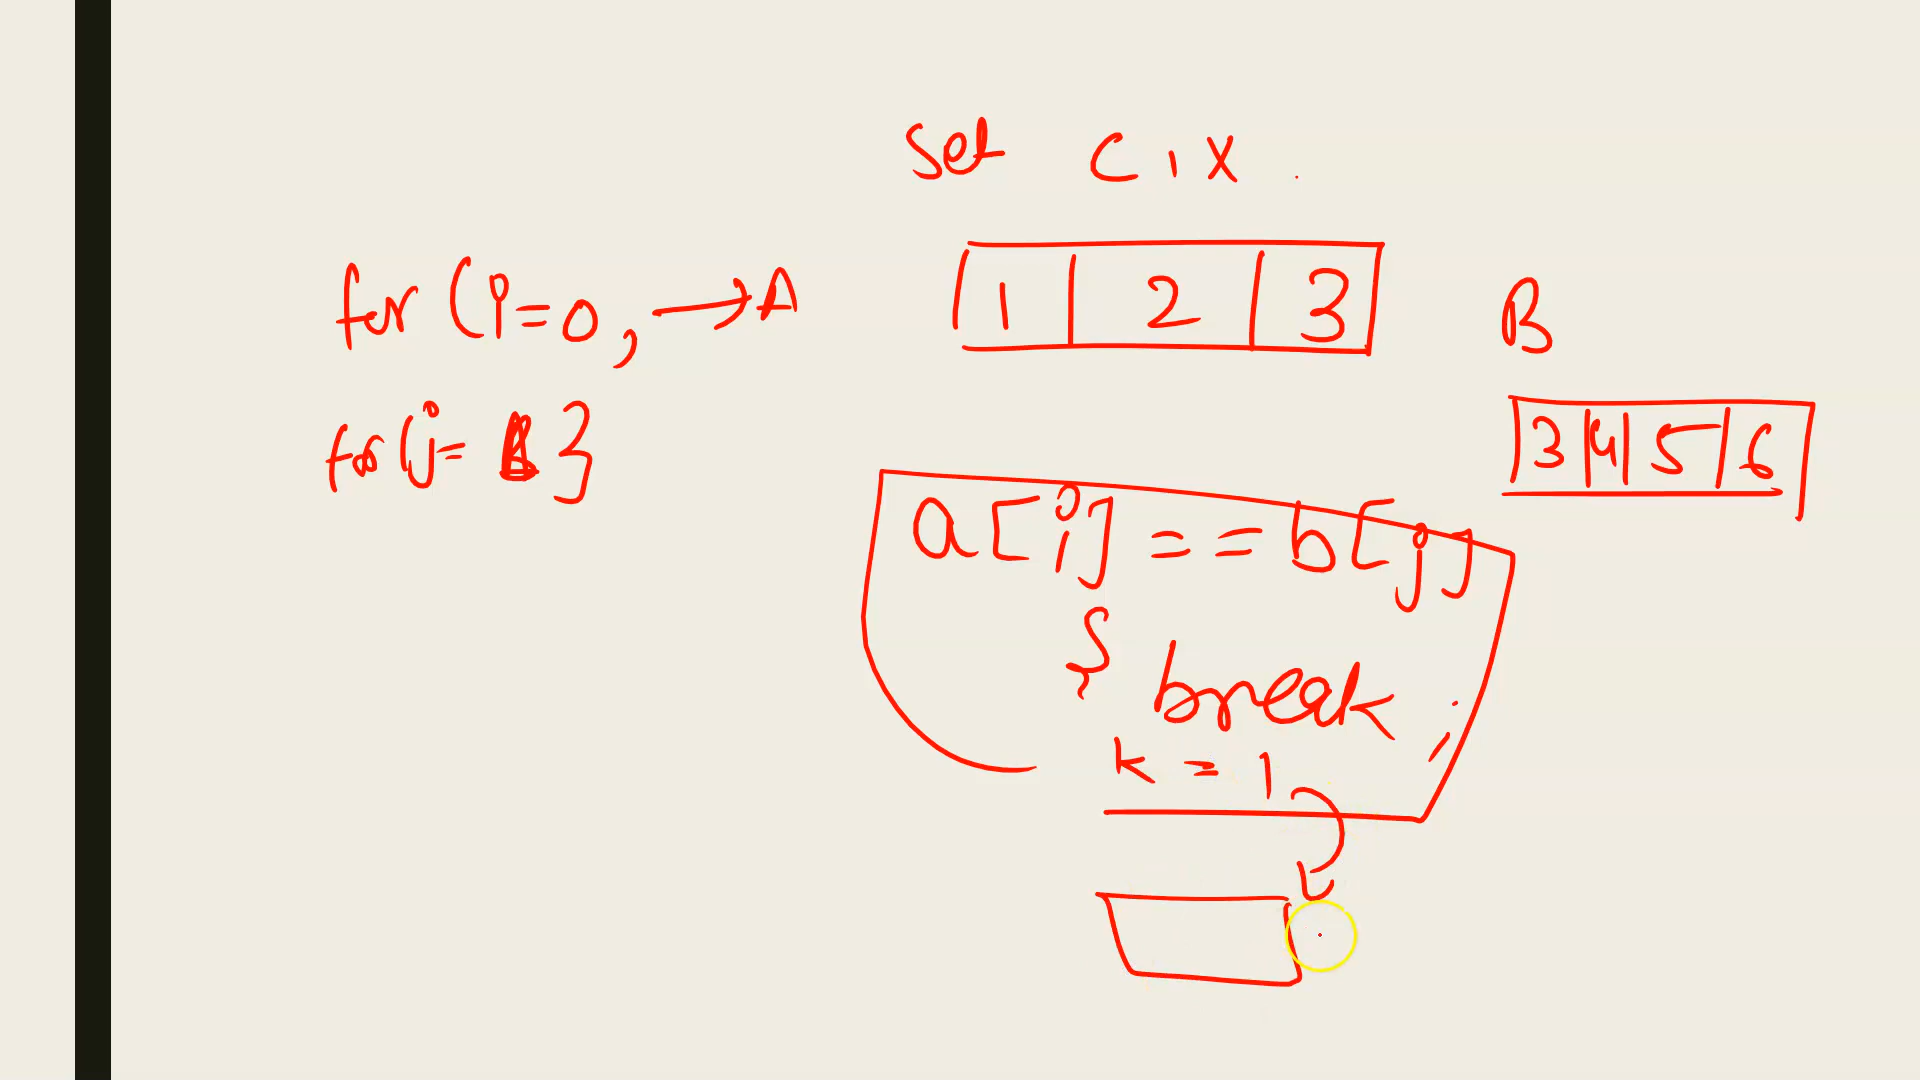 Set C , X .
for (i=0, → A
1 2 3
B
for (j= }
3 4 5 6
a[i] == b[j]
{
break ;
k = 1